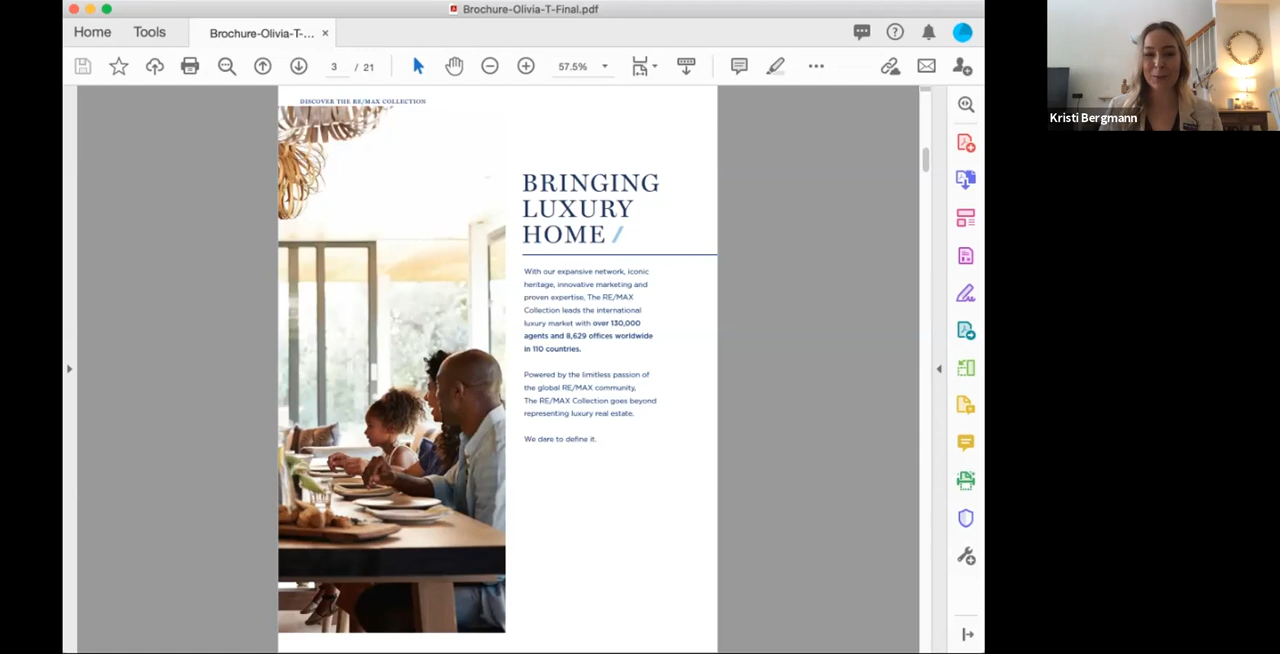 Brochure-Olivia-T-Final.pdf
Home
Tools
Brochure-Olivia-T-... ×
3 / 21
57.5%
Kristi Bergmann
DISCOVER THE RE/MAX COLLECTION
BRINGING
LUXURY
HOME /
With our expansive network, iconic
heritage, innovative marketing and
proven expertise, The RE/MAX
Collection leads the international
luxury market with over 130,000
agents and 8,629 offices worldwide
in 110 countries.
Powered by the limitless passion of
the global RE/MAX community,
The RE/MAX Collection goes beyond
representing luxury real estate.
We dare to define it.